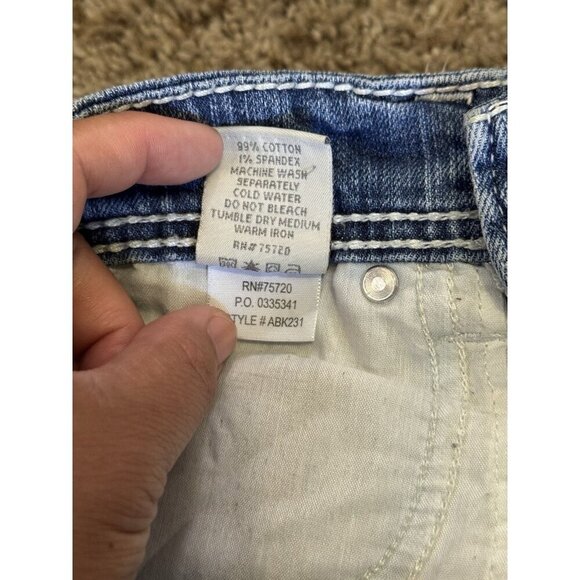 99% COTTON
1% SPANDEX
MACHINE WASH
SEPARATELY
COLD WATER
DO NOT BLEACH
TUMBLE DRY MEDIUM
WARM IRON
RN# 75720
RN#75720
P.O. 0335341
STYLE # ABK231